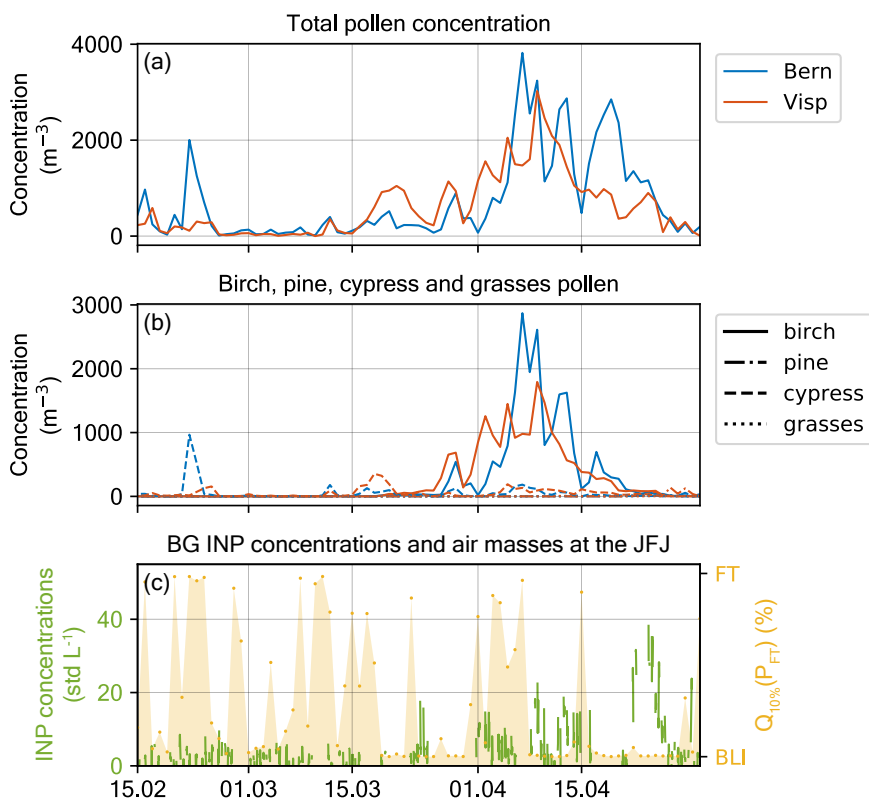 Total pollen concentration
(a)
4000
2000
0
Concentration
(m⁻³)
Bern
Visp
Birch, pine, cypress and grasses pollen
(b)
3000
2000
1000
0
Concentration
(m⁻³)
birch
pine
cypress
grasses
BG INP concentrations and air masses at the JFJ
(c)
40
20
0
INP concentrations
(std L⁻¹)
FT
BLI
Q10%(PFT) (%)
15.02
01.03
15.03
01.04
15.04